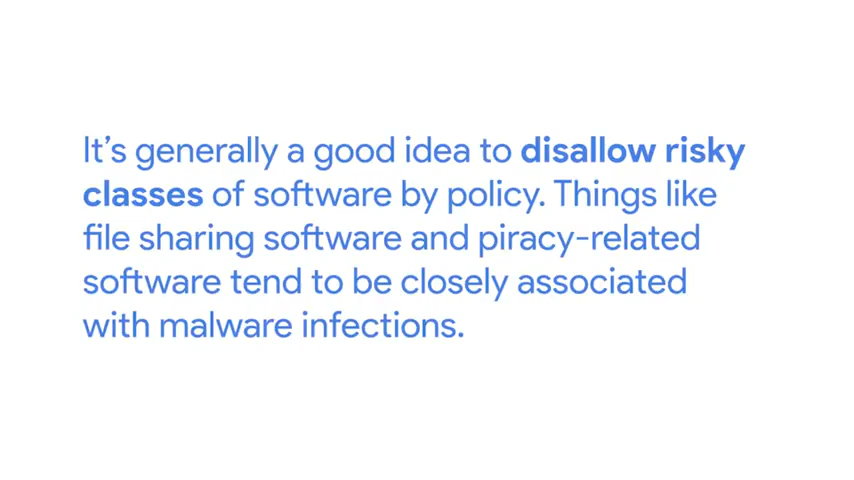 It’s generally a good idea to disallow risky
classes of software by policy. Things like
file sharing software and piracy-related
software tend to be closely associated
with malware infections.